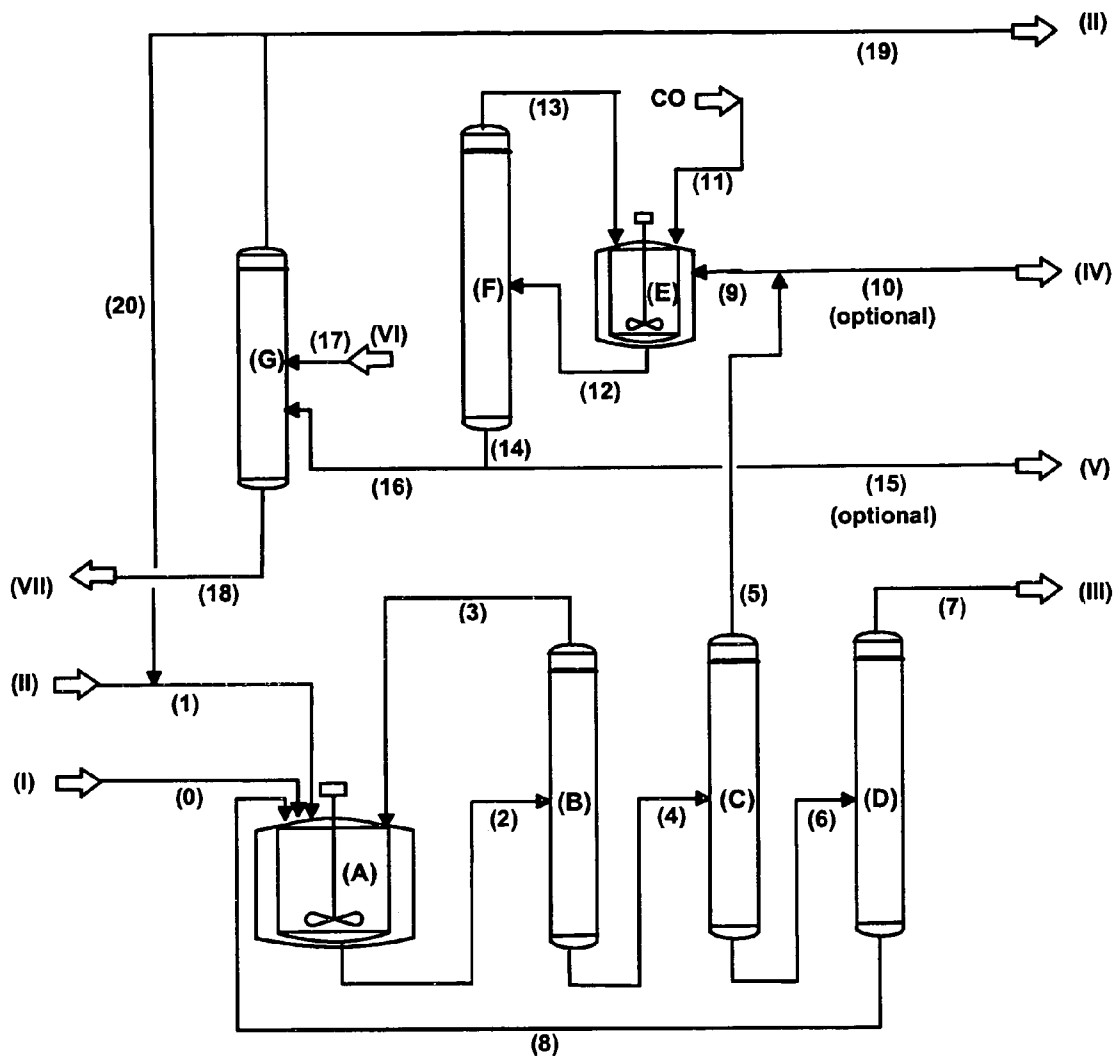 (II)
(19)
(13)
CO
(11)
(20)
(F)
(E)
(9)
(10)
(IV)
(optional)
(G)
(17)
(VI)
(12)
(14)
(16)
(15)
(V)
(optional)
(VII)
(18)
(3)
(5)
(7)
(III)
(II)
(1)
(I)
(0)
(2)
(B)
(4)
(C)
(6)
(D)
(A)
(8)